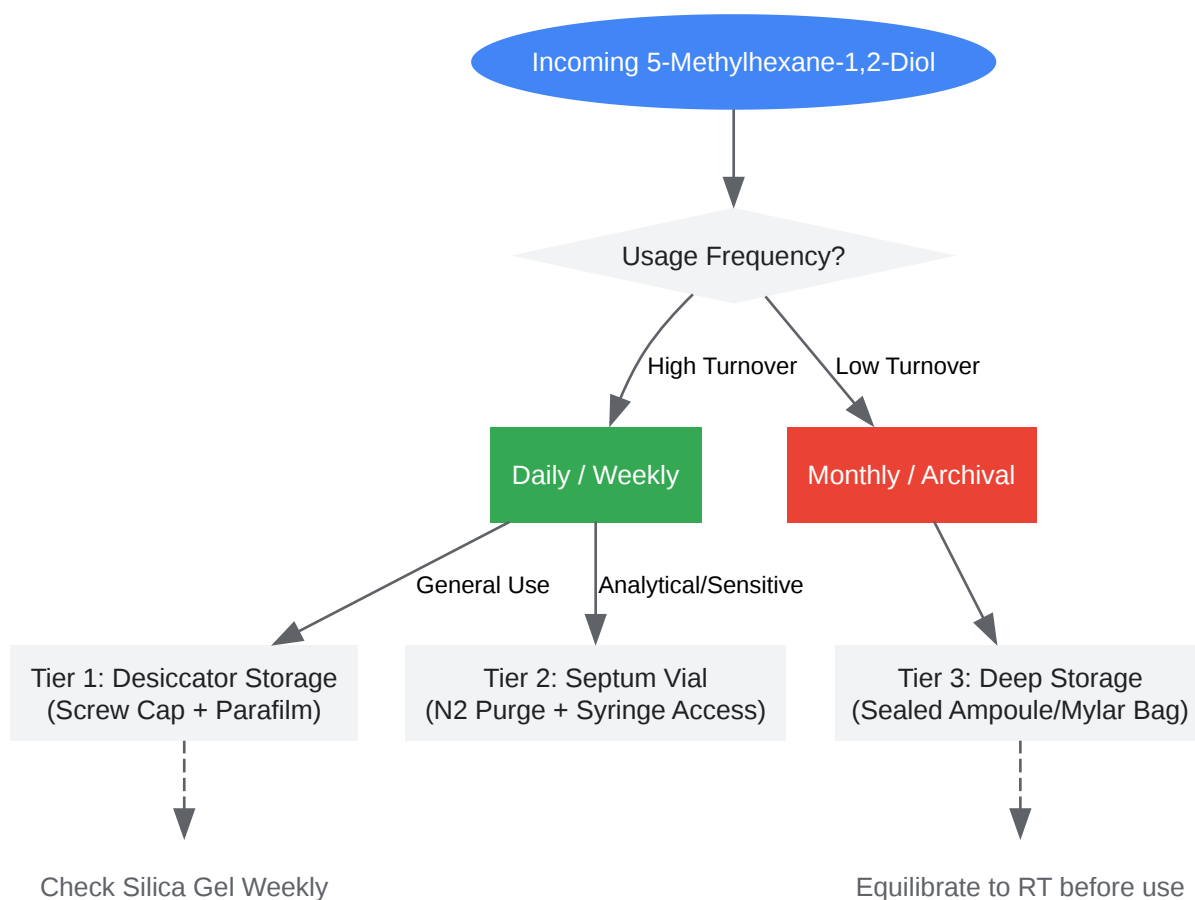 Incoming 5-Methylhexane-1,2-Diol
Usage Frequency?
High Turnover
Low Turnover
Daily / Weekly
Monthly / Archival
General Use
Analytical/Sensitive
Tier 1: Desiccator Storage
(Screw Cap + Parafilm)
Tier 2: Septum Vial
(N2 Purge + Syringe Access)
Tier 3: Deep Storage
(Sealed Ampoule/Mylar Bag)
Check Silica Gel Weekly
Equilibrate to RT before use